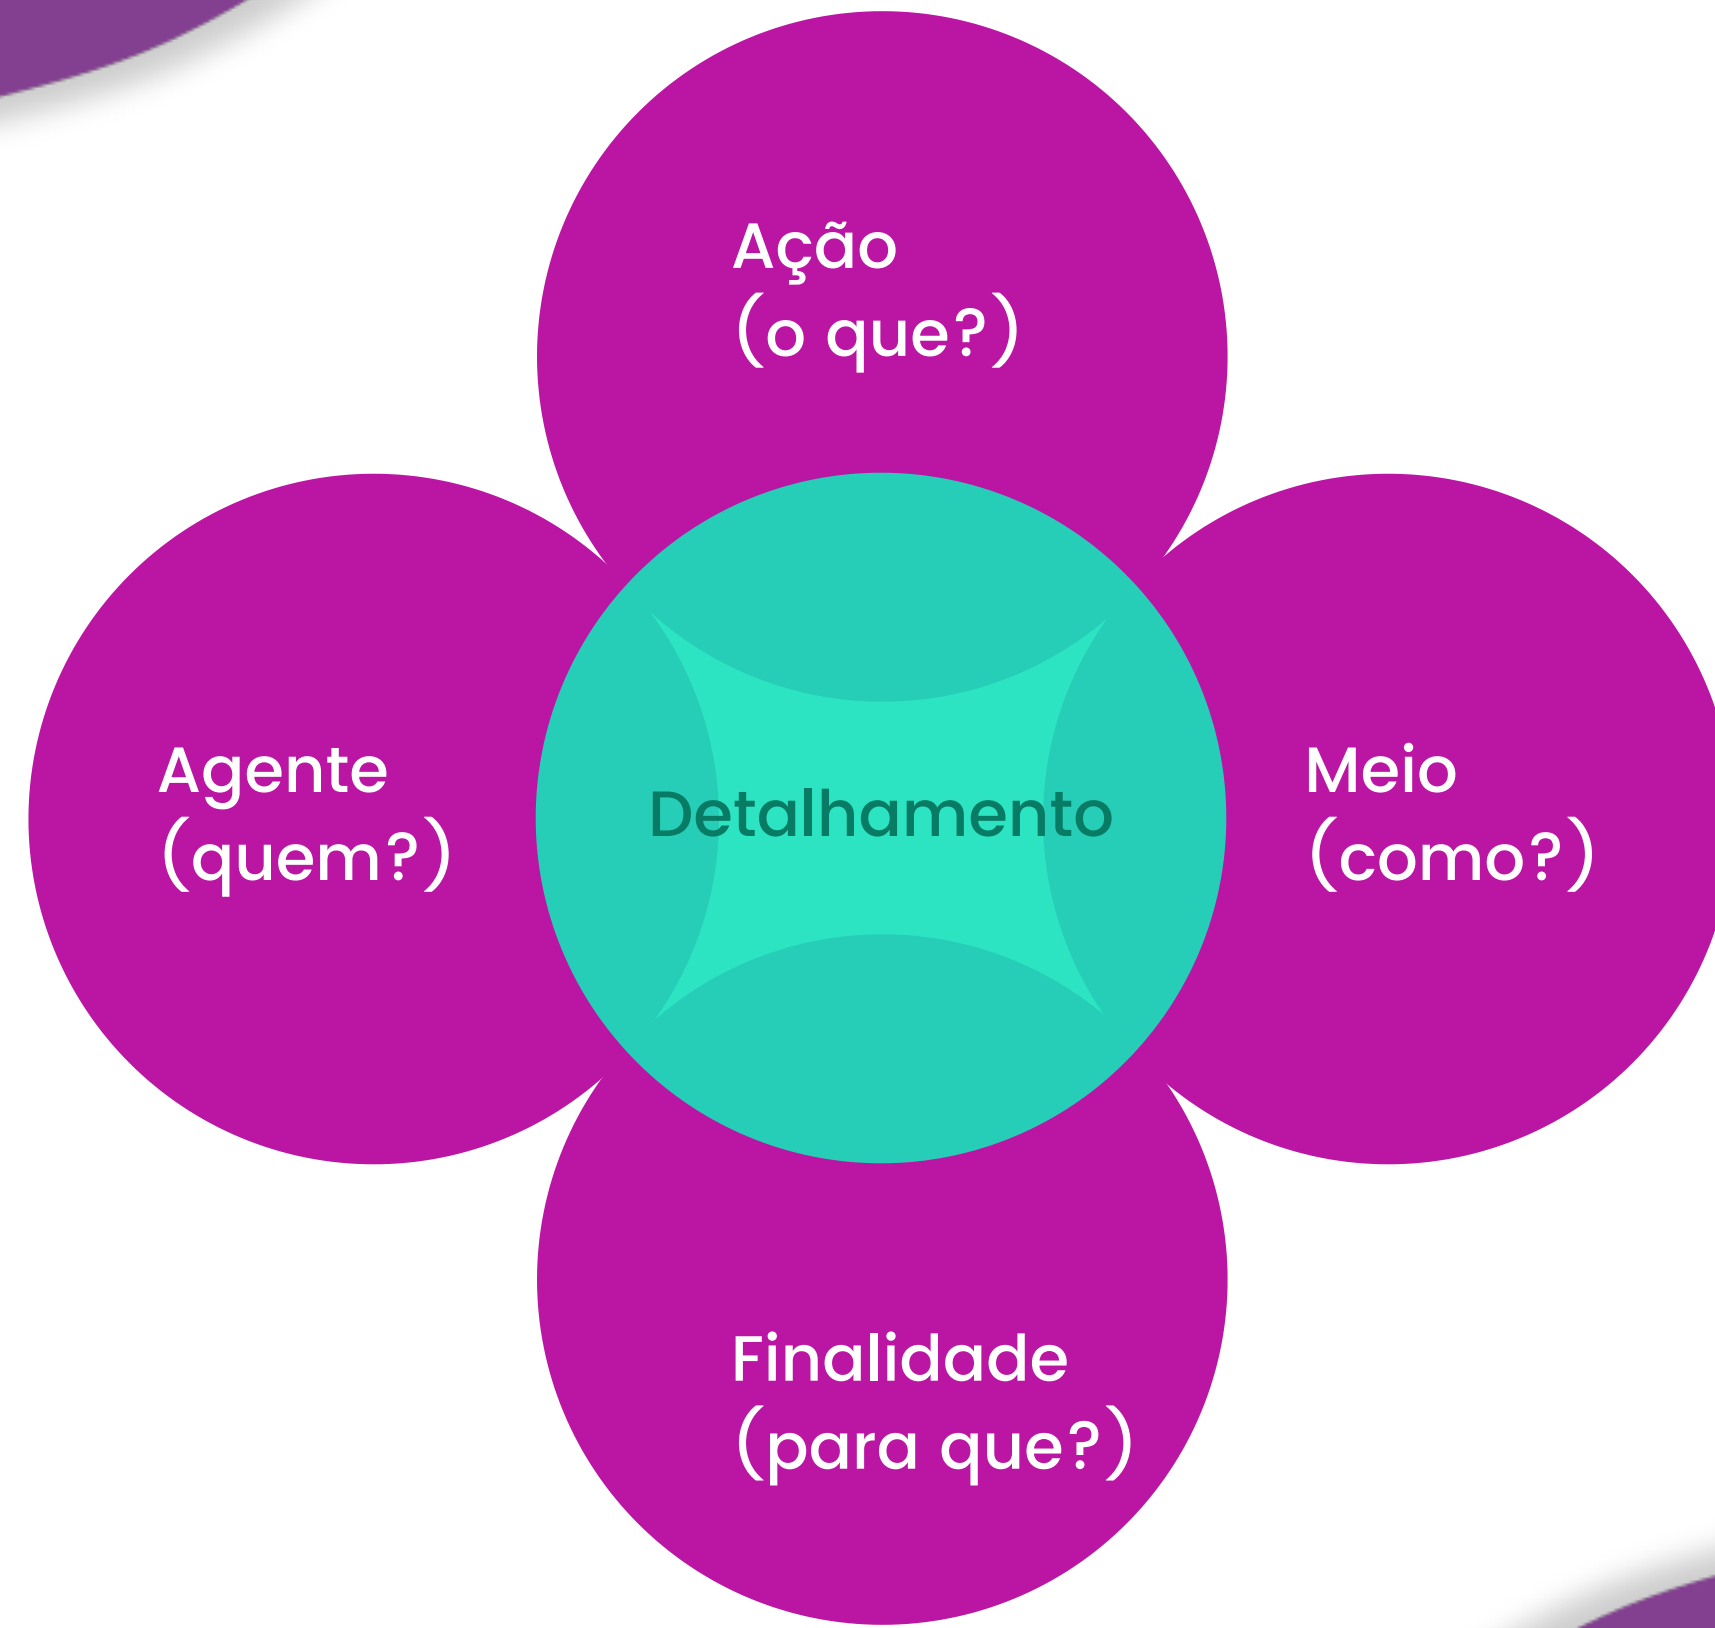 Ação
(o que?)
Agente
(quem?)
Detalhamento
Meio
(como?)
Finalidade
(para que?)